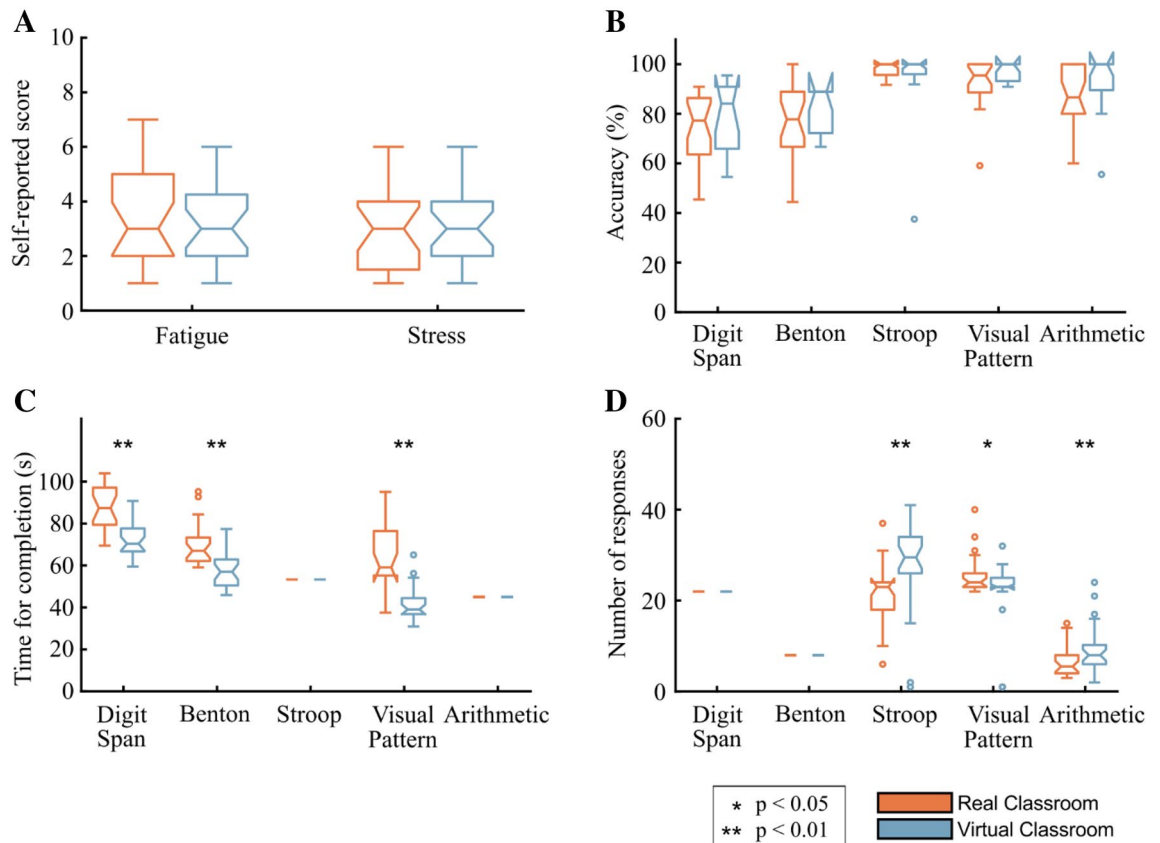 A
Self-reported score
10
8
6
4
2
0
Fatigue Stress
B
Accuracy (%)
100
80
60
40
20
0
Digit Span Benton Stroop Visual Pattern Arithmetic
C
Time for completion (s)
** ** **
100
80
60
40
20
0
Digit Span Benton Stroop Visual Pattern Arithmetic
D
Number of responses
** * **
60
40
20
0
Digit Span Benton Stroop Visual Pattern Arithmetic
* p < 0.05
** p < 0.01
Real Classroom
Virtual Classroom